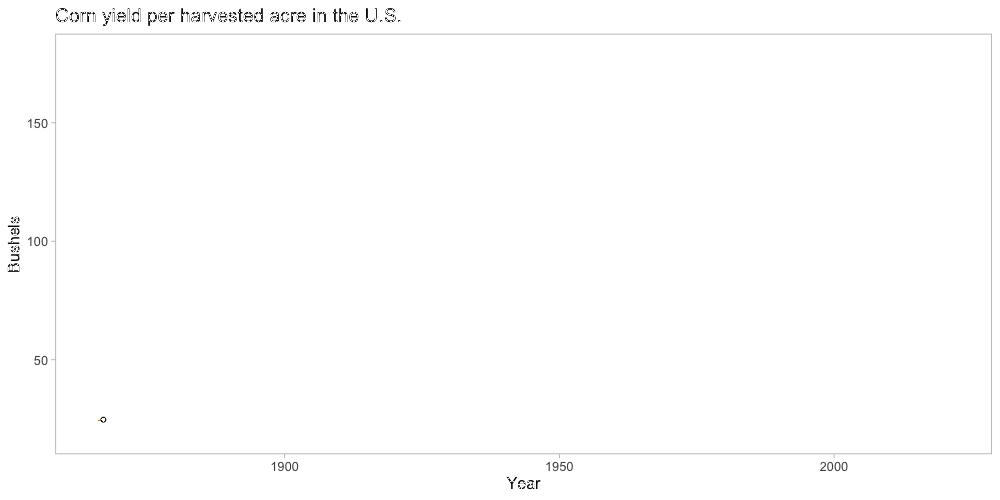 Corn yield per harvested acre in the U.S.
150
100
50
Bushels
1900 1950 2000
Year